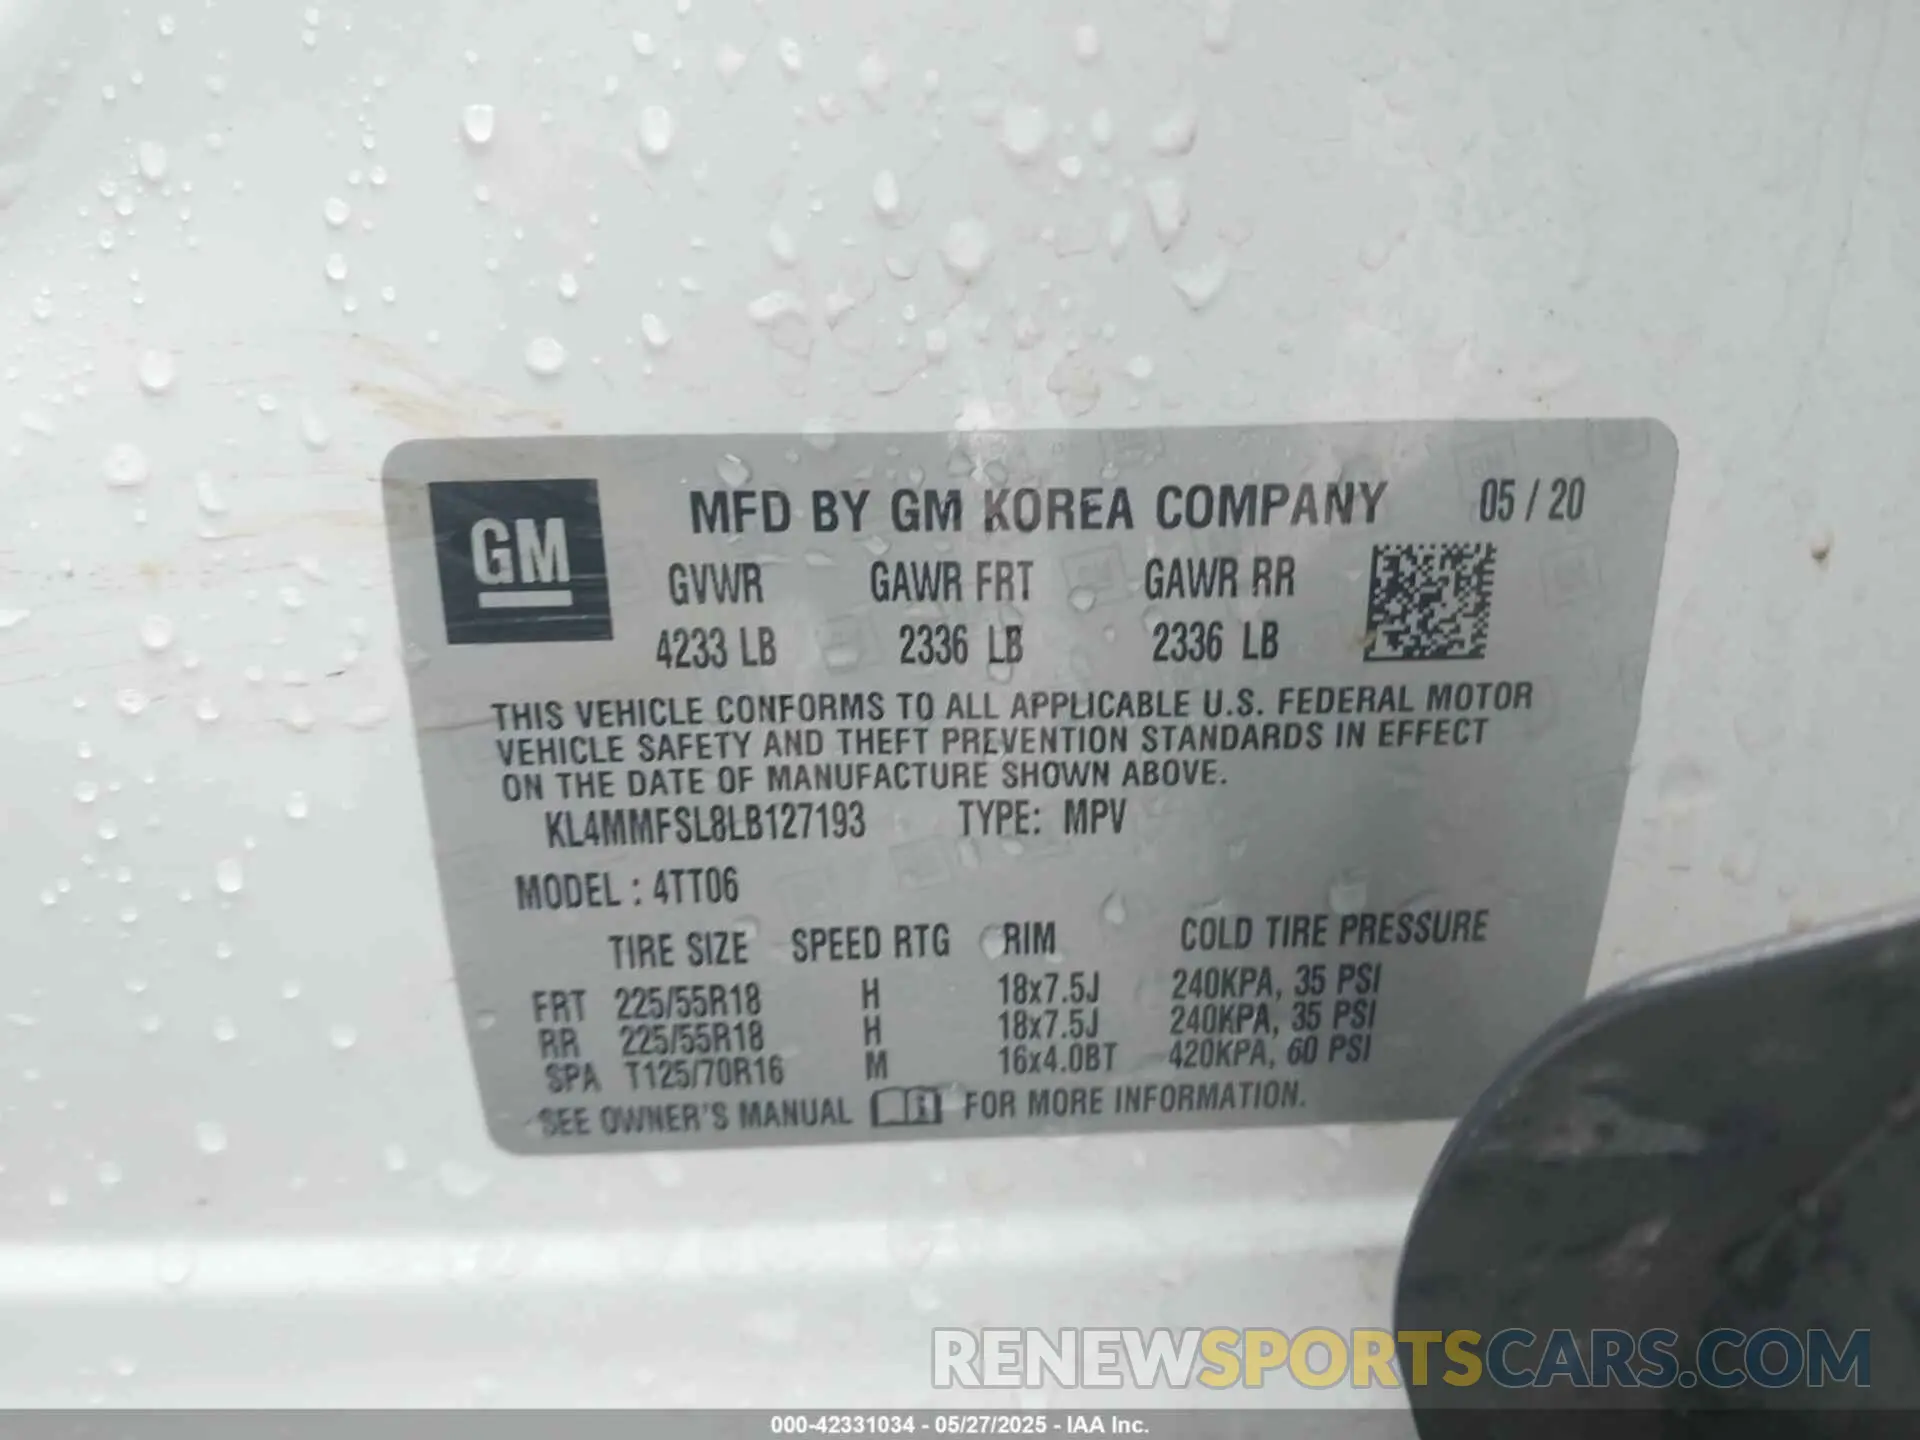 GM
MFD BY GM KOREA COMPANY 05 / 20
GVWR GAWR FRT GAWR RR
4233 LB 2336 LB 2336 LB
THIS VEHICLE CONFORMS TO ALL APPLICABLE U.S. FEDERAL MOTOR
VEHICLE SAFETY AND THEFT PREVENTION STANDARDS IN EFFECT
ON THE DATE OF MANUFACTURE SHOWN ABOVE.
KL4MMFSL8LB127193 TYPE: MPV
MODEL : 4TT06
TIRE SIZE SPEED RTG RIM COLD TIRE PRESSURE
FRT 225/55R18 H 18x7.5J 240KPA, 35 PSI
RR 225/55R18 H 18x7.5J 240KPA, 35 PSI
SPA T125/70R16 M 16x4.0BT 420KPA, 60 PSI
SEE OWNER'S MANUAL FOR MORE INFORMATION.
RENEWSPORTSCARS.COM
000-42331034 - 05/27/2025 - IAA Inc.